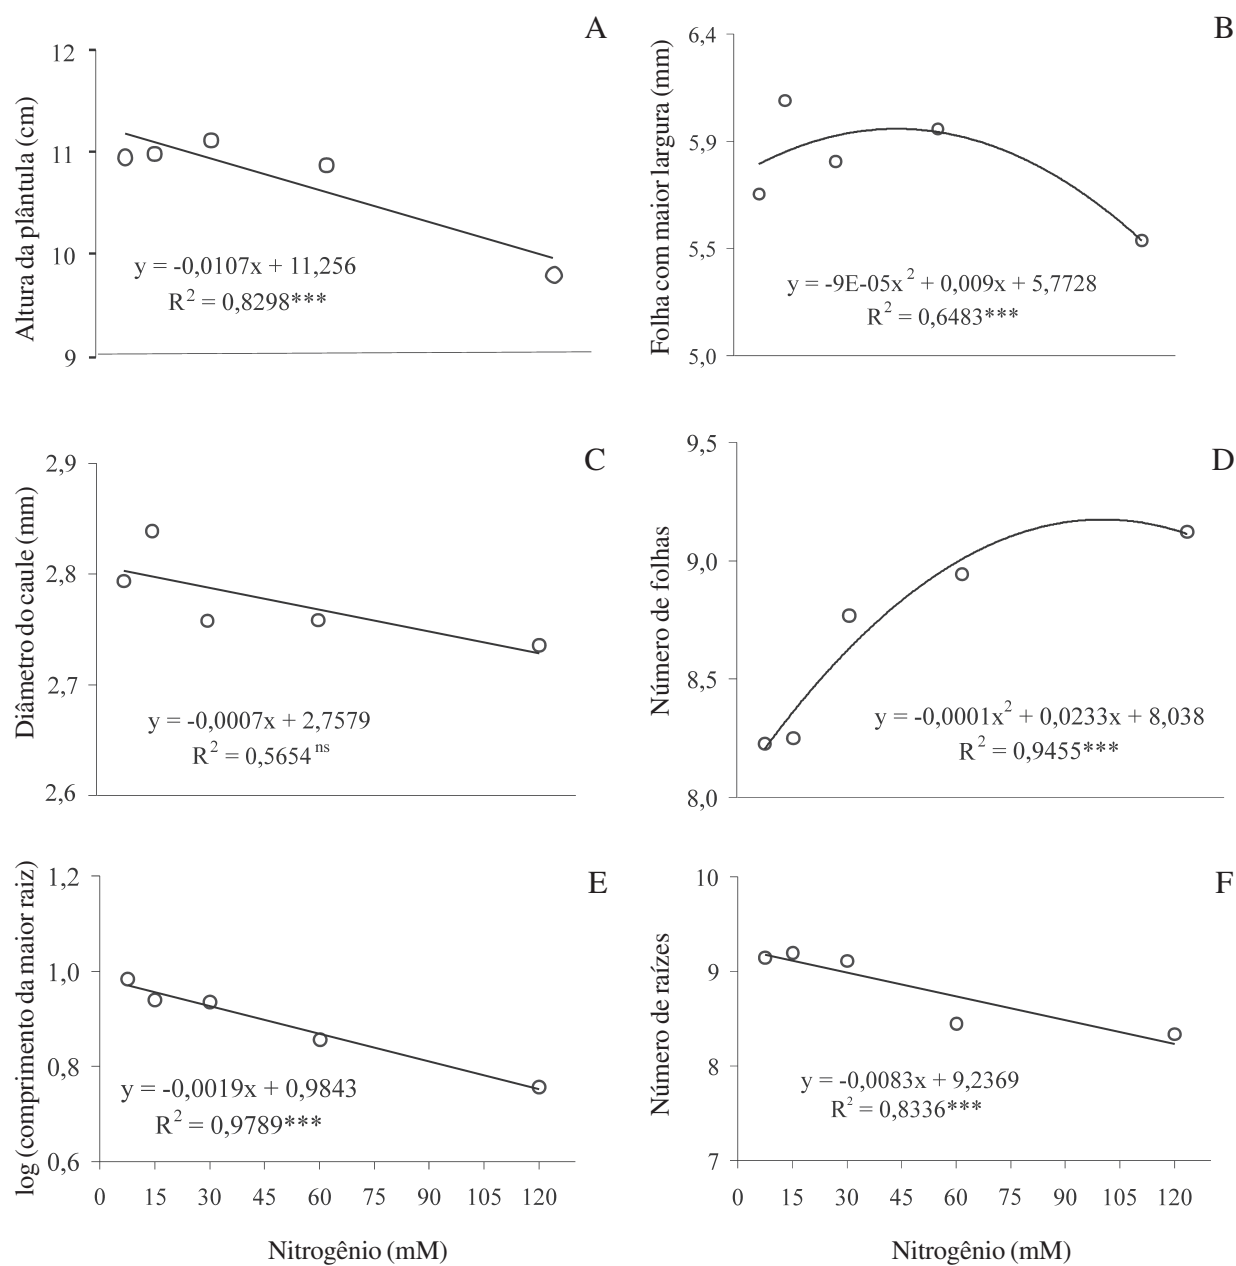 A
Altura da plântula (cm)
12
11
10
9
y = -0,0107x + 11,256
R² = 0,8298***
B
Folha com maior largura (mm)
6,4
5,9
5,5
5,0
y = -9E-05x² + 0,009x + 5,7728
R² = 0,6483***
C
Diâmetro do caule (mm)
2,9
2,8
2,7
2,6
y = -0,0007x + 2,7579
R² = 0,5654 ns
D
Número de folhas
9,5
9,0
8,5
8,0
y = -0,0001x² + 0,0233x + 8,038
R² = 0,9455***
E
log (comprimento da maior raiz)
1,2
1,0
0,8
0,6
y = -0,0019x + 0,9843
R² = 0,9789***
0 15 30 45 60 75 90 105 120
Nitrogênio (mM)
F
Número de raízes
10
9
8
7
y = -0,0083x + 9,2369
R² = 0,8336***
0 15 30 45 60 75 90 105 120
Nitrogênio (mM)